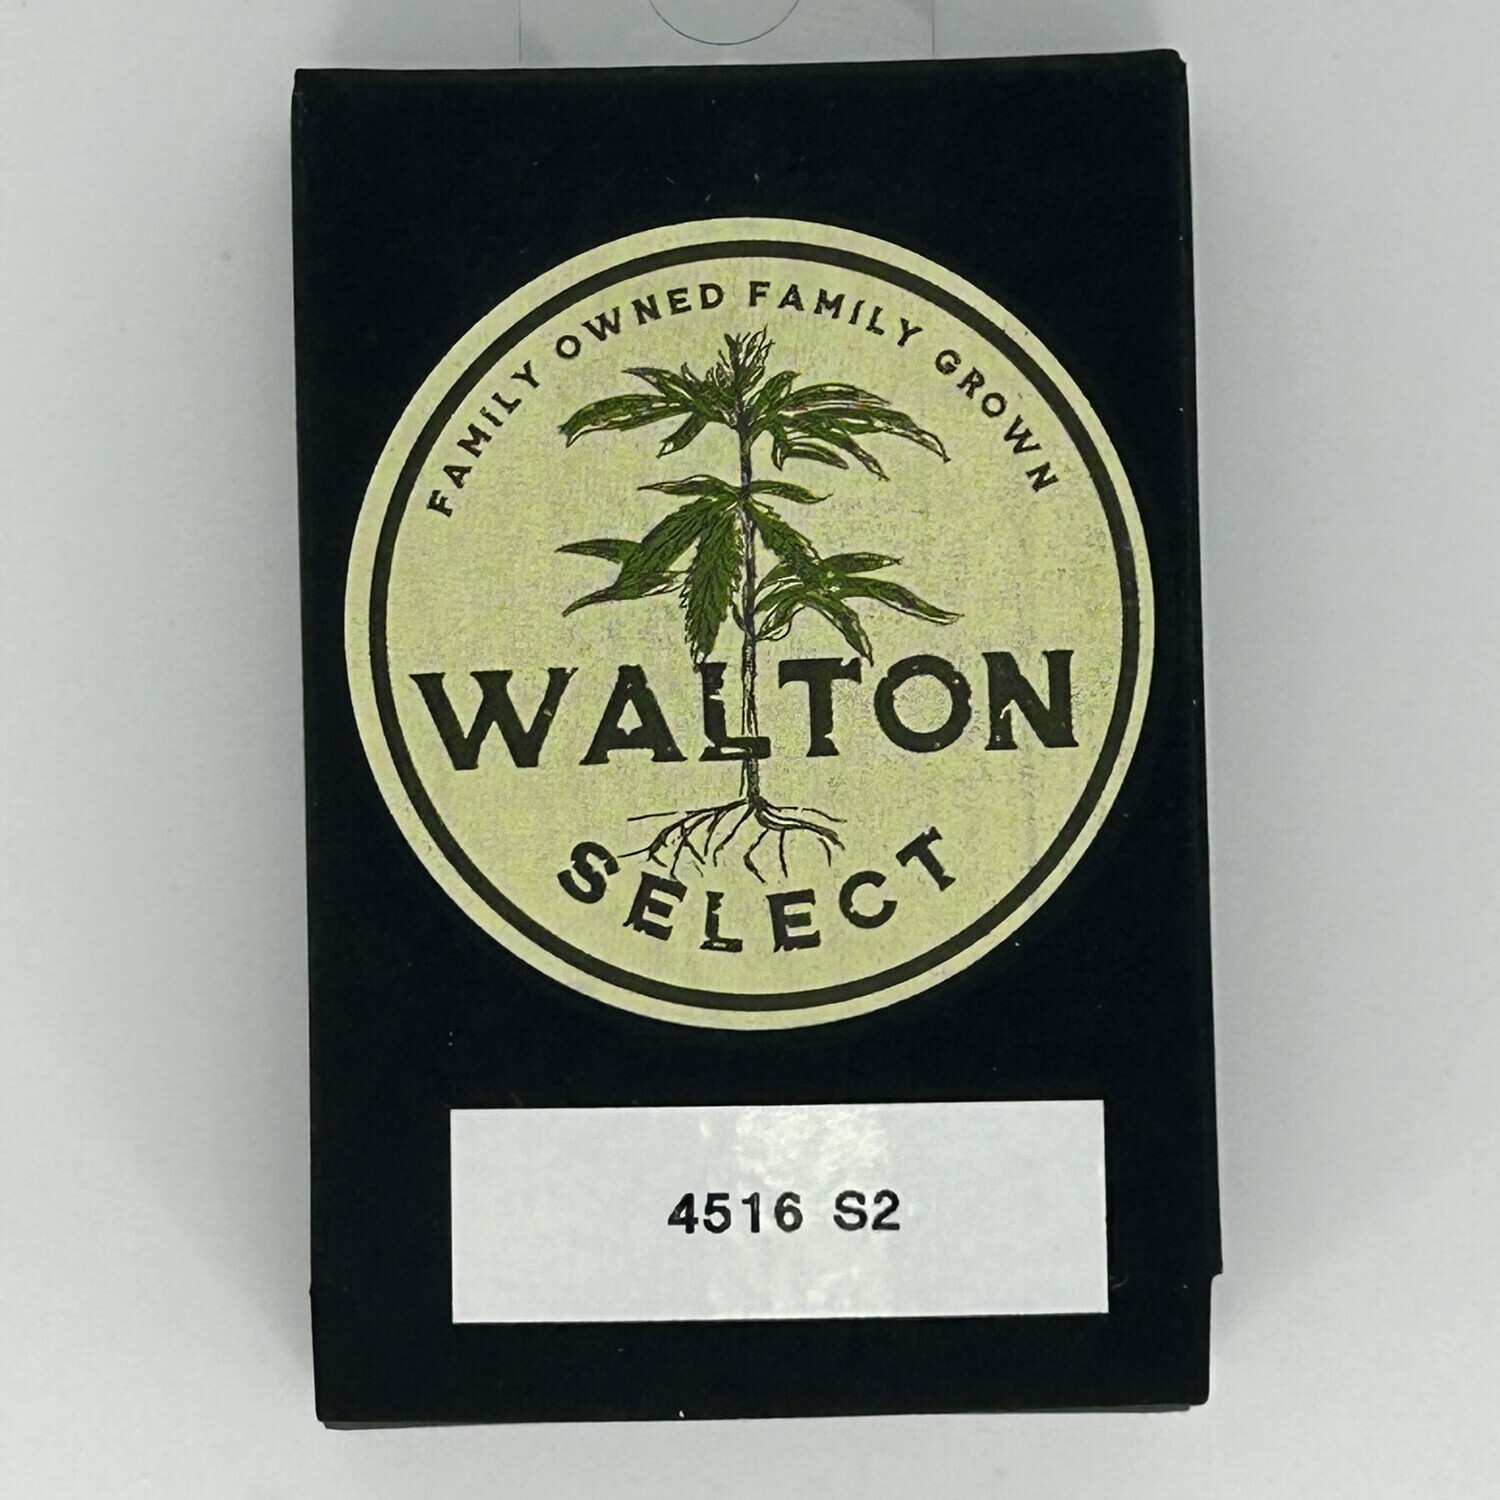 FAMILY OWNED FAMILY GROWN
WALTON
SELECT
4516 S2